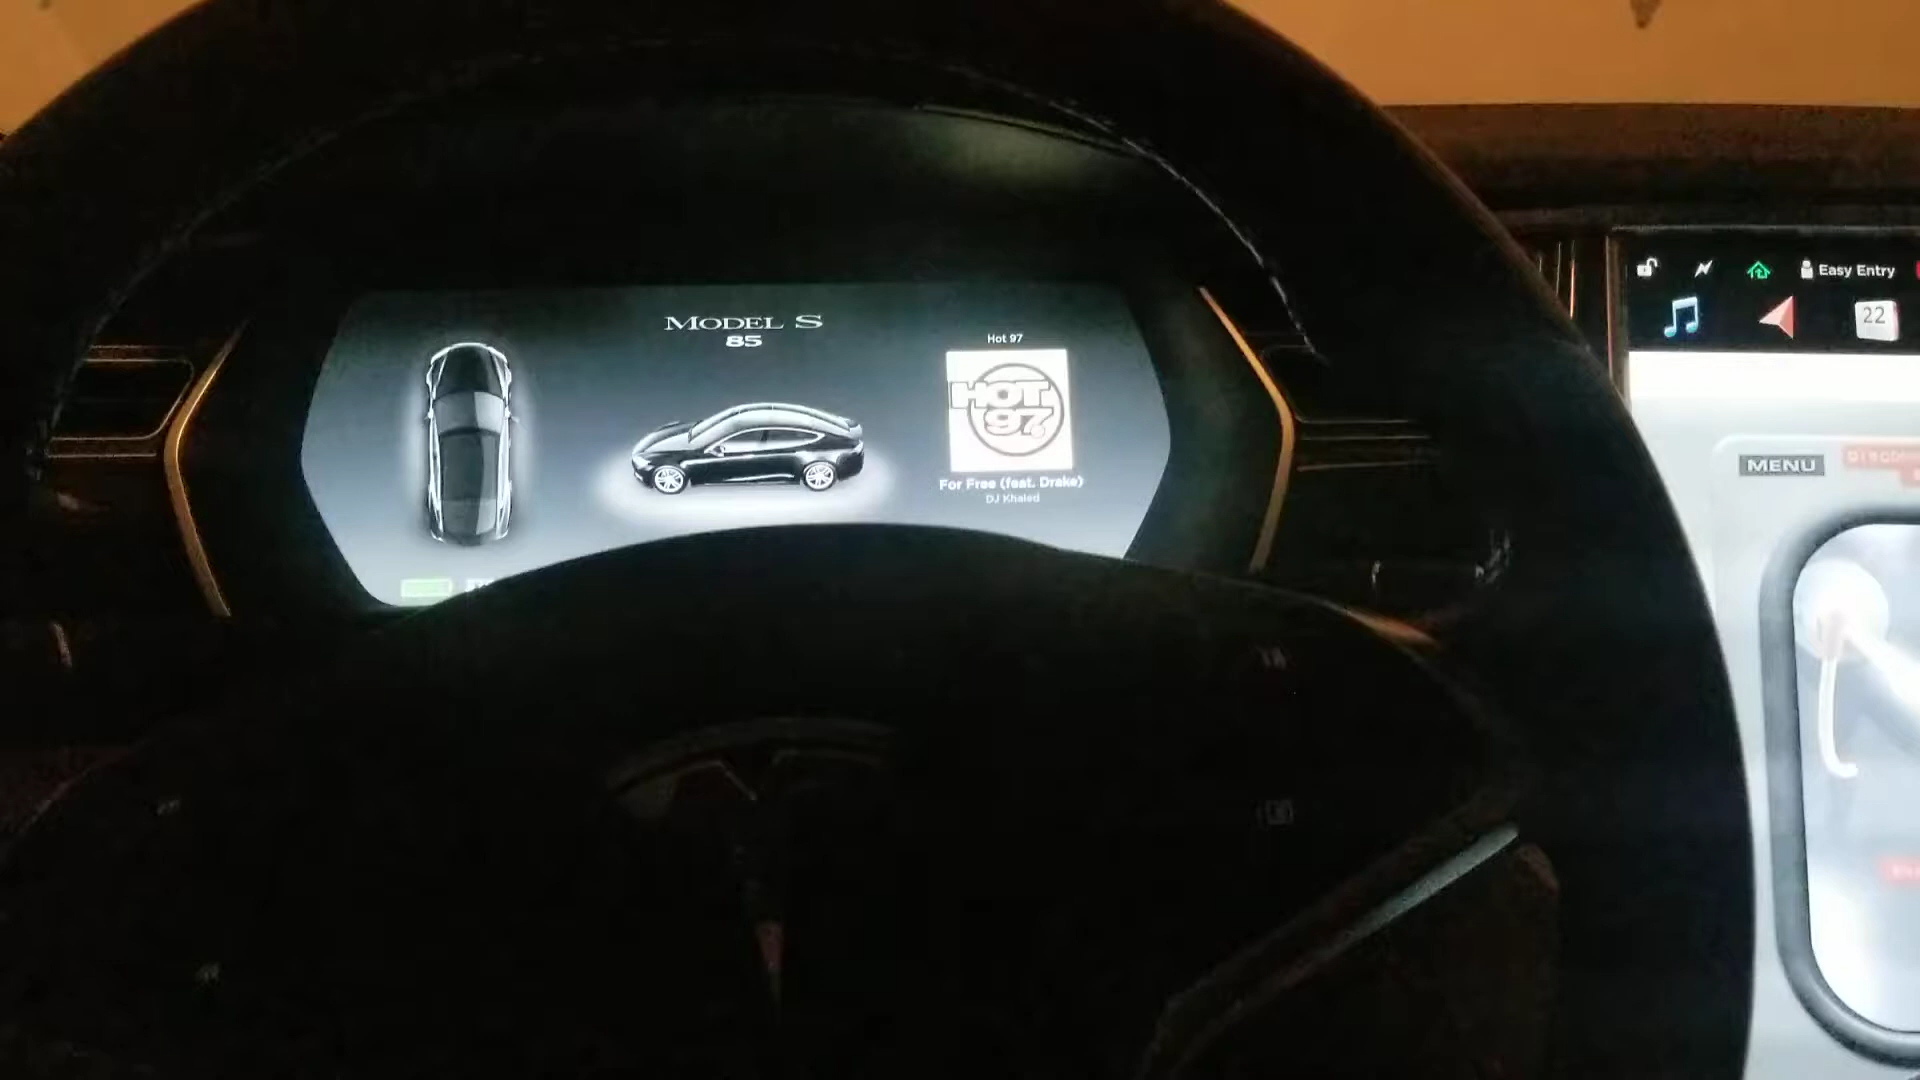 MODEL S
85
Hot 97
HOT
97
For Free (feat. Drake)
DJ Khaled
Easy Entry
22
MENU